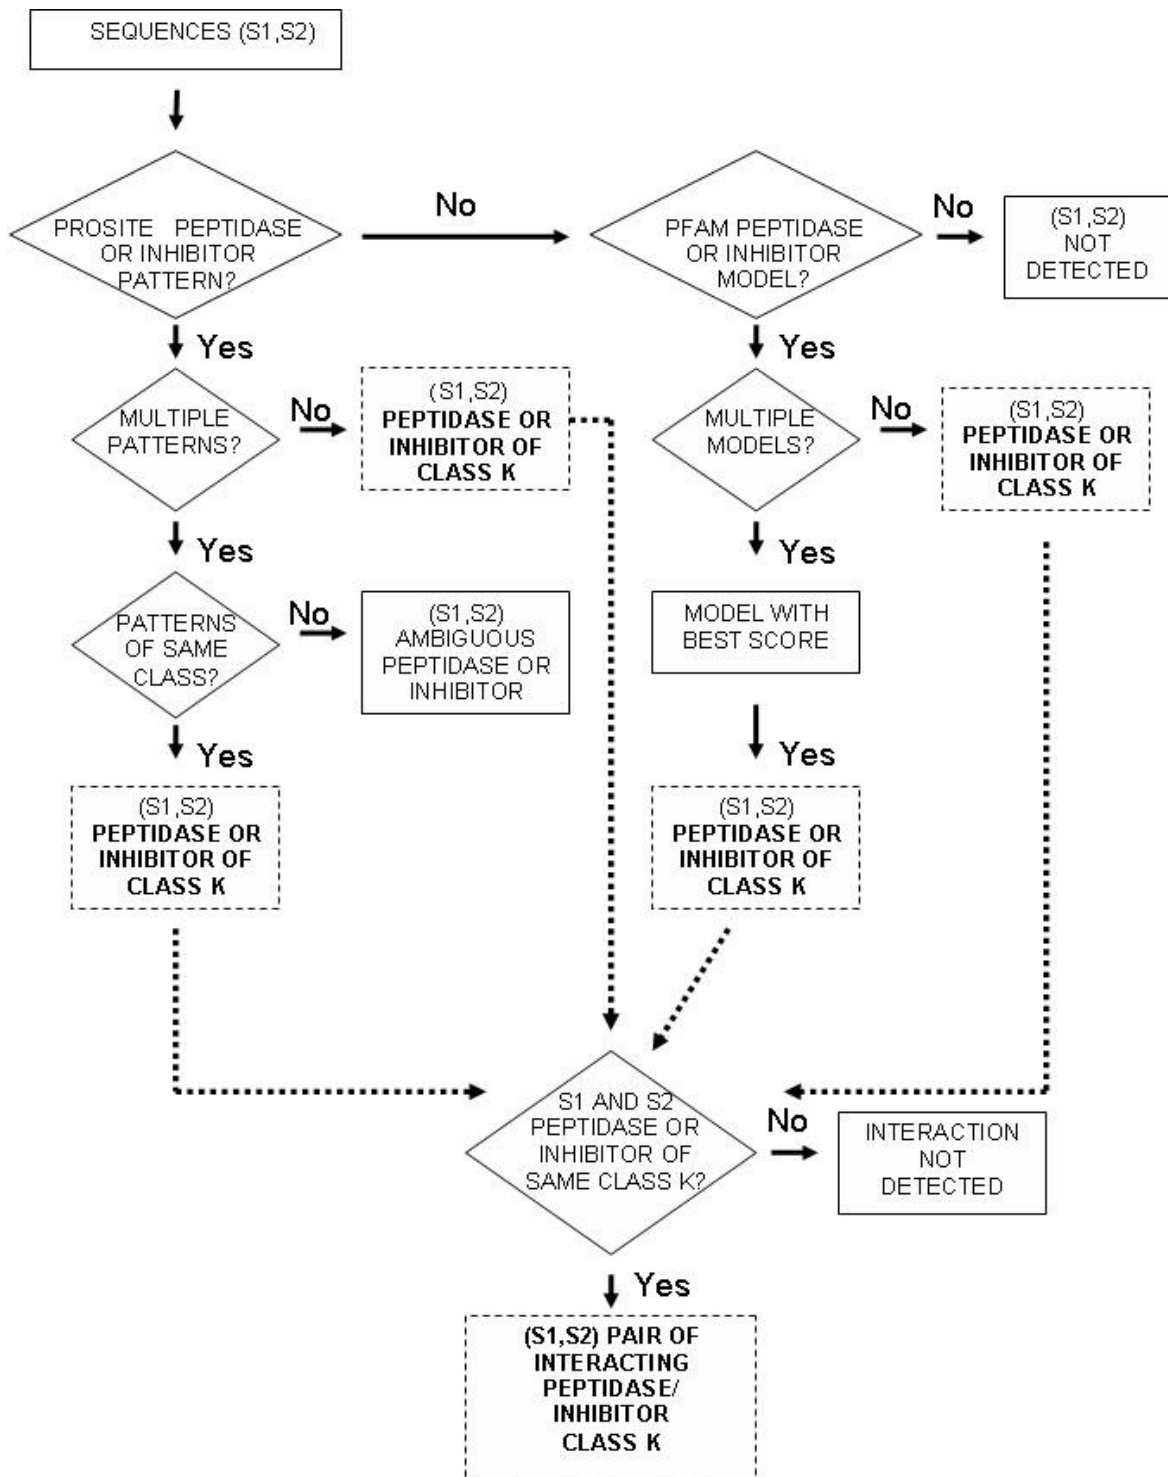 SEQUENCES (S1,S2)
PROSITE PEPTIDASE
OR INHIBITOR
PATTERN?
No
PFAM PEPTIDASE
OR INHIBITOR
MODEL?
No
(S1,S2)
NOT
DETECTED
Yes
Yes
MULTIPLE
PATTERNS?
No
(S1,S2)
PEPTIDASE OR
INHIBITOR OF
CLASS K
MULTIPLE
MODELS?
No
(S1,S2)
PEPTIDASE OR
INHIBITOR OF
CLASS K
Yes
Yes
PATTERNS
OF SAME
CLASS?
No
(S1,S2)
AMBIGUOUS
PEPTIDASE OR
INHIBITOR
MODEL WITH
BEST SCORE
Yes
Yes
(S1,S2)
PEPTIDASE OR
INHIBITOR OF
CLASS K
(S1,S2)
PEPTIDASE OR
INHIBITOR OF
CLASS K
S1 AND S2
PEPTIDASE OR
INHIBITOR OF
SAME CLASS K?
No
INTERACTION
NOT
DETECTED
Yes
(S1,S2) PAIR OF
INTERACTING
PEPTIDASE/
INHIBITOR
CLASS K